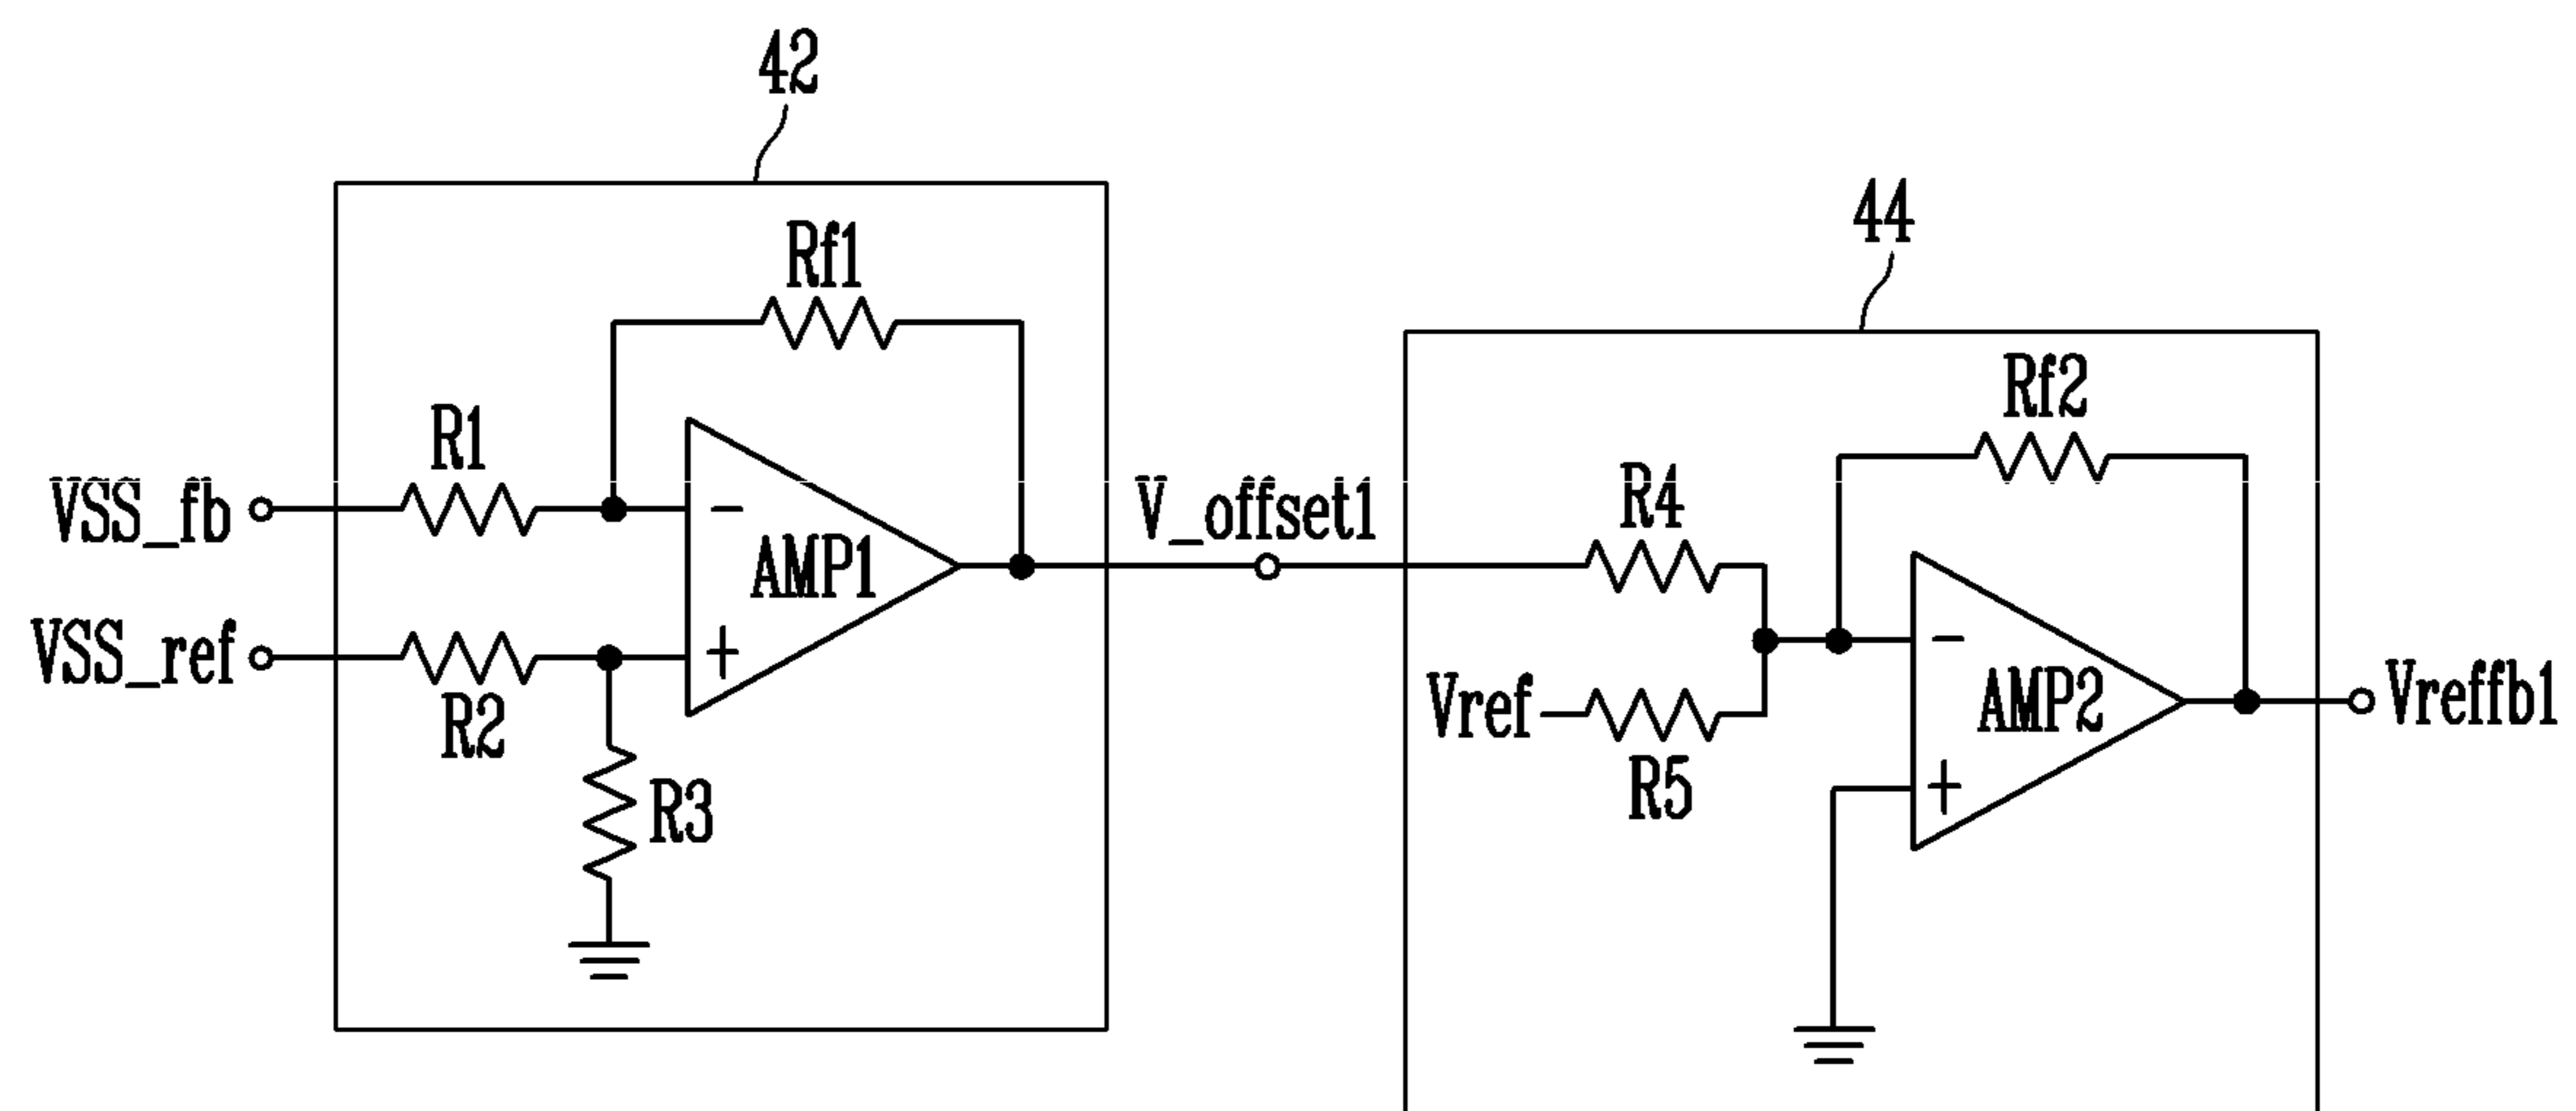 42
44
Rf1
Rf2
R1
VSS_fb
−
AMP1
V_offset1
R4
VSS_ref
+
R2
R3
Vref
R5
−
AMP2
+
Vreffb1